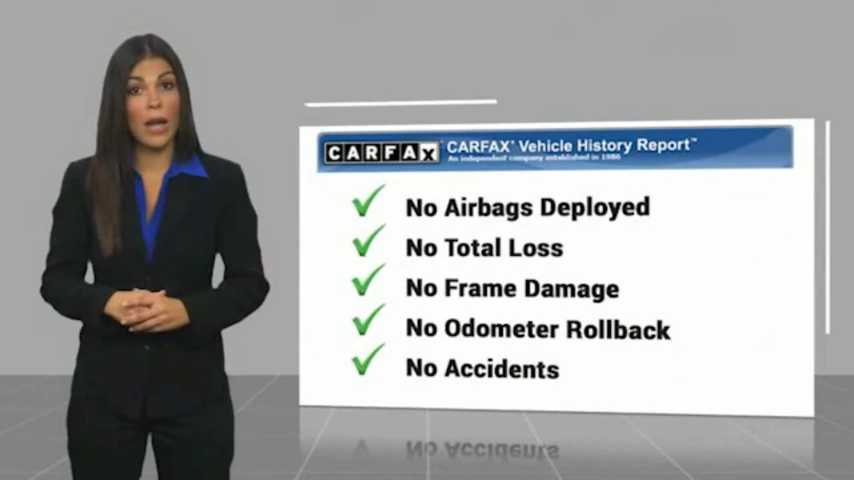 CARFAX CARFAX® Vehicle History Report™
An independent company established in 1986
No Airbags Deployed
No Total Loss
No Frame Damage
No Odometer Rollback
No Accidents
No Accidents